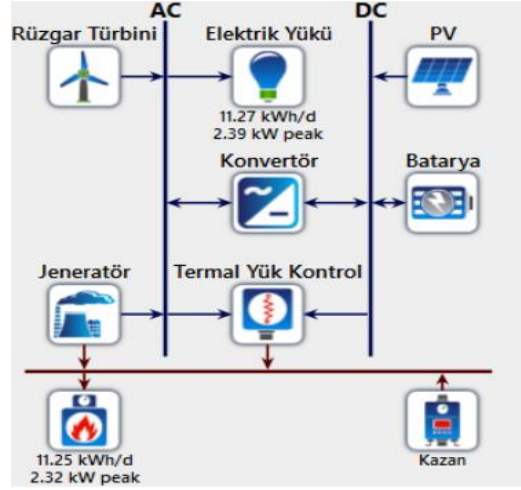 AC DC
Rüzgar Türbini Elektrik Yükü PV
11.27 kWh/d
2.39 kW peak
Konvertör Batarya
Jeneratör Termal Yük Kontrol
11.25 kWh/d
2.32 kW peak
Kazan